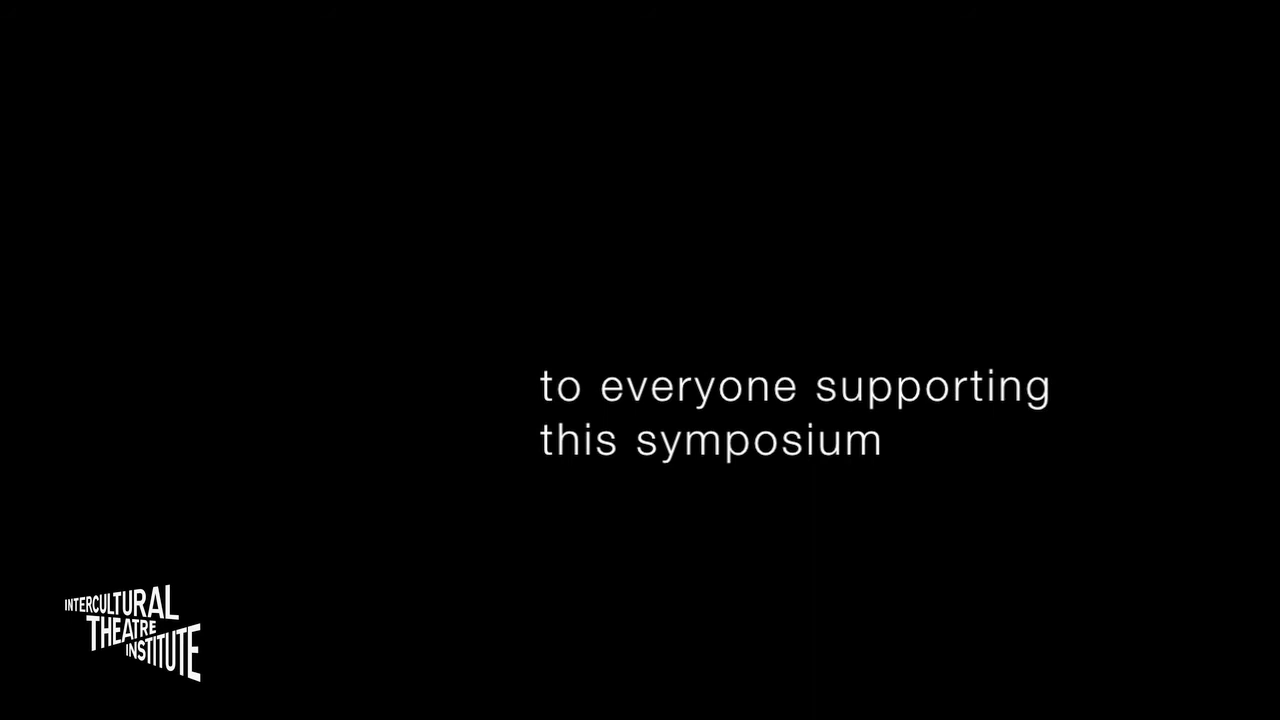 to everyone supporting
this symposium
INTERCULTURAL
THEATRE
INSTITUTE